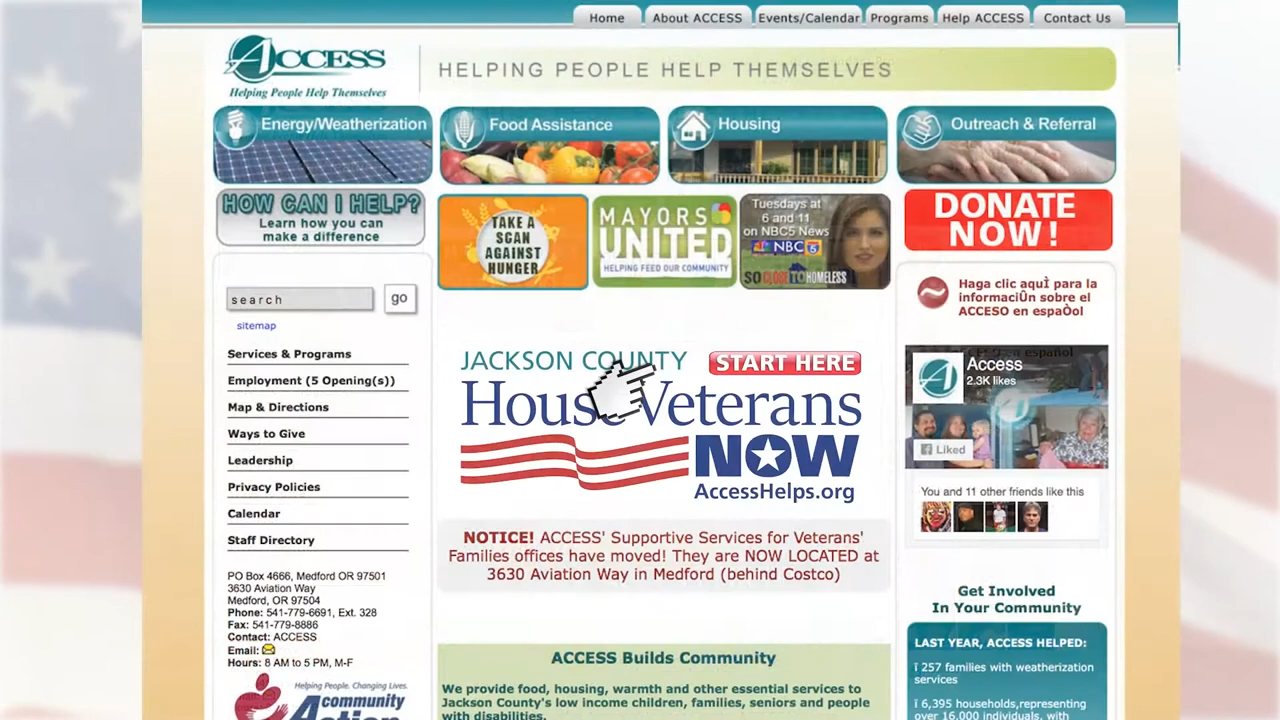 Home
About ACCESS
Events/Calendar
Programs
Help ACCESS
Contact Us
ACCESS
Helping People Help Themselves
HELPING PEOPLE HELP THEMSELVES
Energy/Weatherization
Food Assistance
Housing
Outreach & Referral
HOW CAN I HELP?
Learn how you can
make a difference
TAKE A
SCAN
AGAINST
HUNGER
MAYORS
UNITED
HELPING FEED OUR COMMUNITY
Tuesdays at
6 and 11
on NBC5 News
NBC 5
SO CLOSE TO HOMELESS
DONATE
NOW!
search
go
sitemap
Services & Programs
Employment (5 Opening(s))
Map & Directions
Ways to Give
Leadership
Privacy Policies
Calendar
Staff Directory
PO Box 4666, Medford OR 97501
3630 Aviation Way
Medford, OR 97504
Phone: 541-779-6691, Ext. 328
Fax: 541-779-8886
Contact: ACCESS
Email:
Hours: 8 AM to 5 PM, M-F
Helping People. Changing Lives.
community
Action
JACKSON COUNTY
START HERE
House Veterans
NOW
AccessHelps.org
NOTICE! ACCESS' Supportive Services for Veterans'
Families offices have moved! They are NOW LOCATED at
3630 Aviation Way in Medford (behind Costco)
ACCESS Builds Community
We provide food, housing, warmth and other essential services to
Jackson County's low income children, families, seniors and people
with disabilities.
Haga clic aquÌ para la
informaciÛn sobre el
ACCESO en espaÒol
en español
Access
2.3K likes
Liked
You and 11 other friends like this
Get Involved
In Your Community
LAST YEAR, ACCESS HELPED:
ï 257 families with weatherization
services
ï 6,395 households,representing
over 16,000 individuals, with